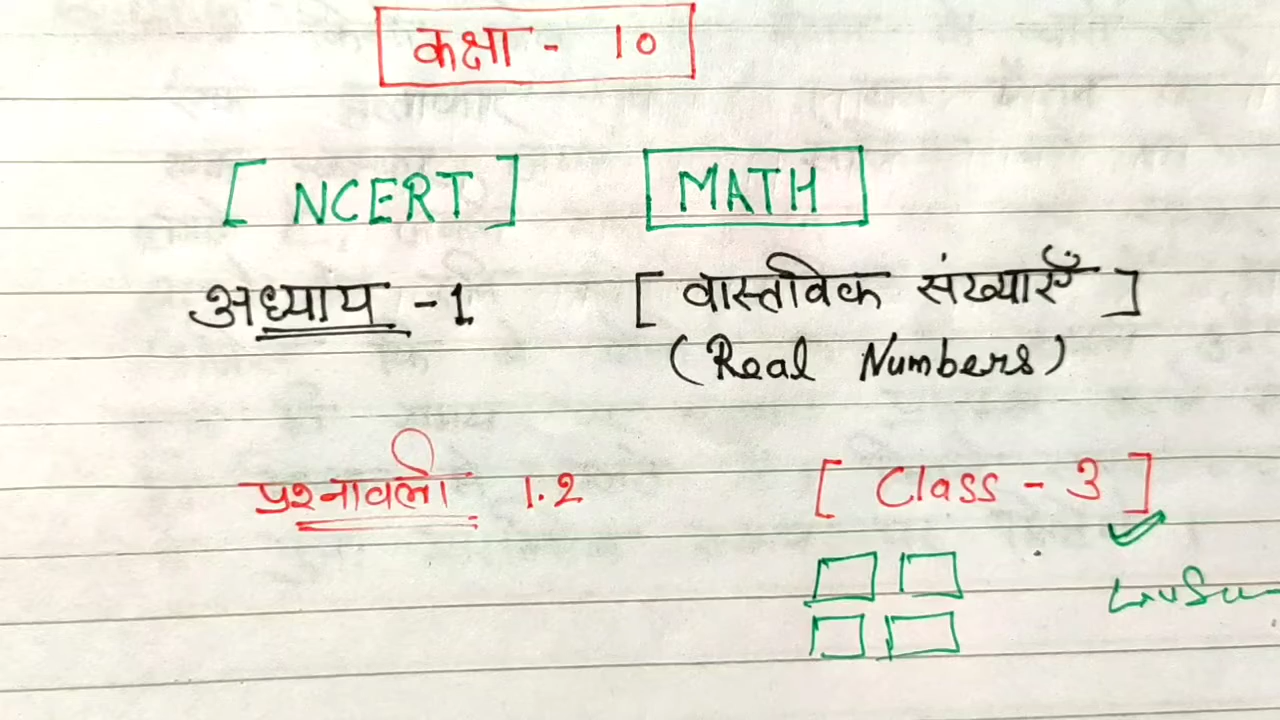 कक्षा - 10
[ NCERT ] MATH
अध्याय - 1 [ वास्तविक संख्याएँ ]
(Real Numbers)
प्रश्नावली 1.2 [ Class - 3 ]